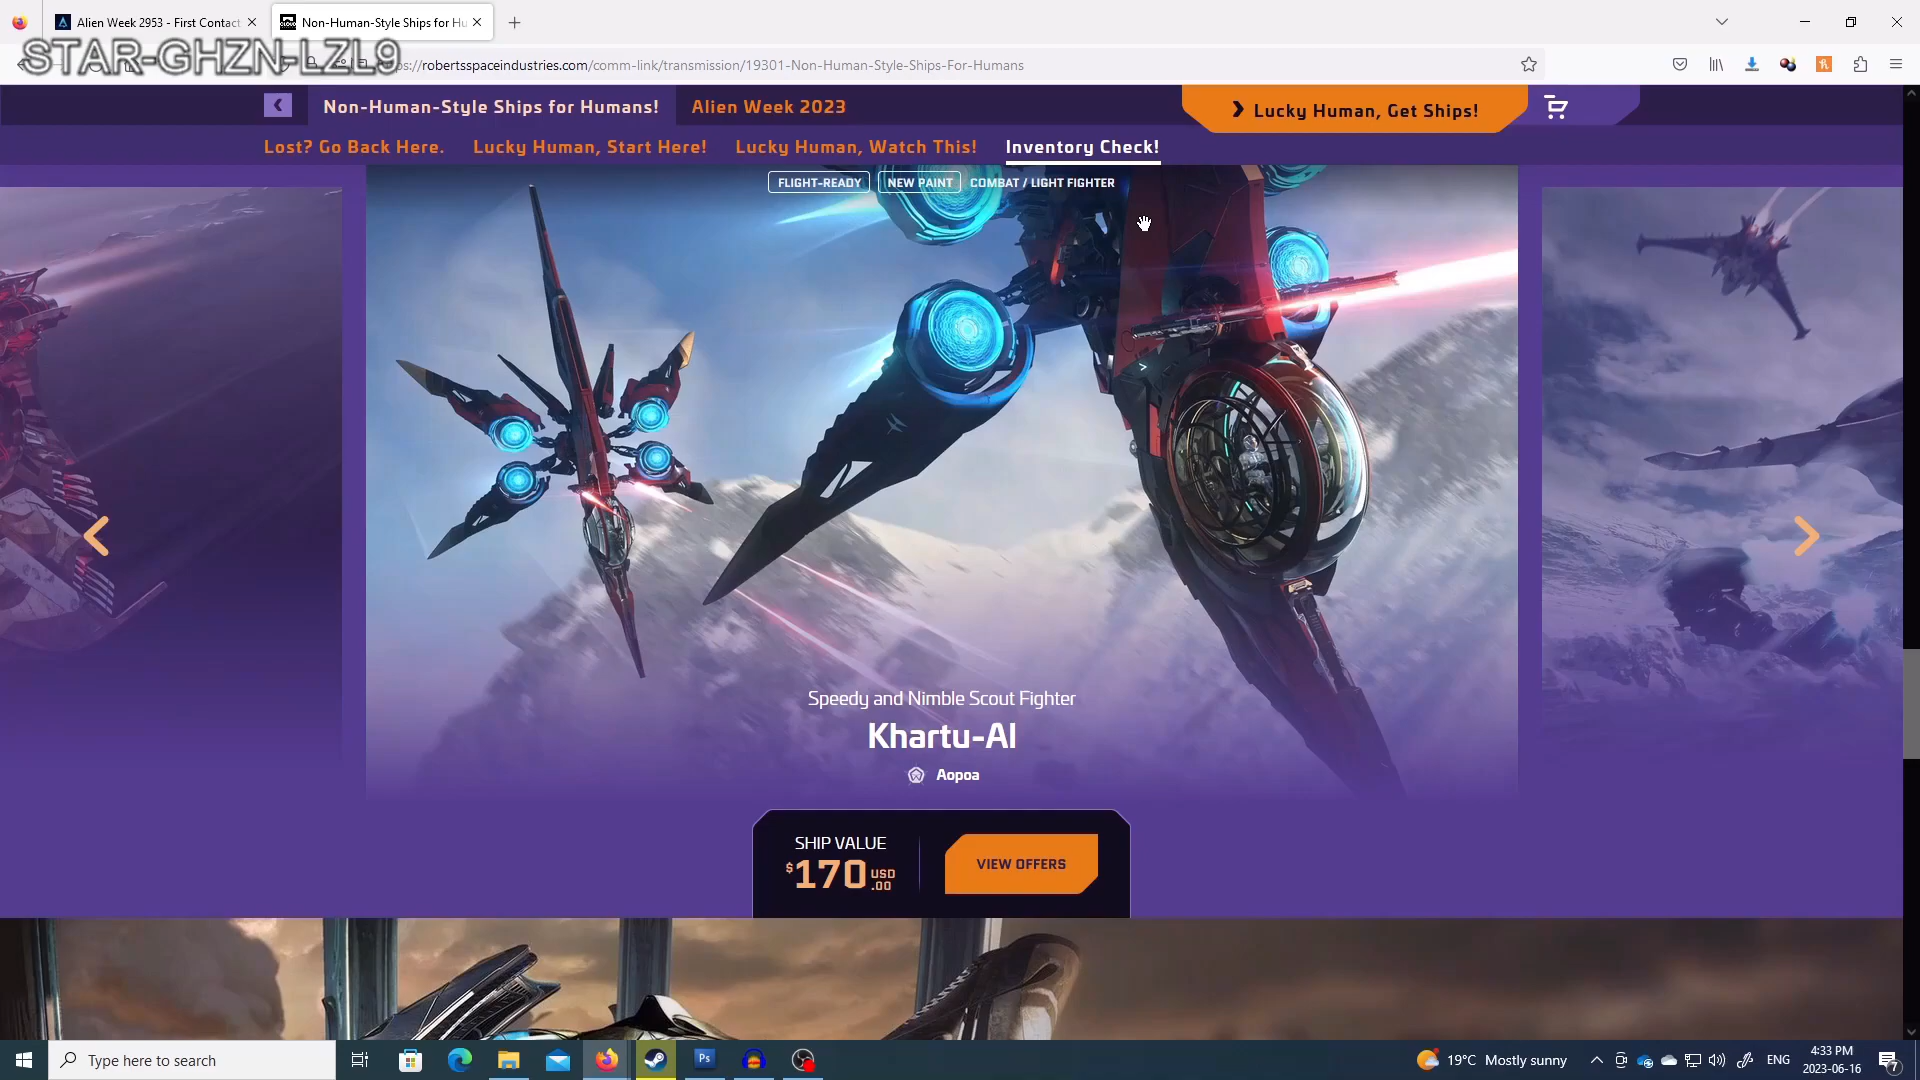 Alien Week 2953 - First Contact
Non-Human-Style Ships for Hu
STAR-GHZN-LZL9
robertsspaceindustries.com/comm-link/transmission/19301-Non-Human-Style-Ships-For-Humans
Non-Human-Style Ships for Humans!
Alien Week 2023
Lucky Human, Get Ships!
Lost? Go Back Here.
Lucky Human, Start Here!
Lucky Human, Watch This!
Inventory Check!
FLIGHT-READY
NEW PAINT
COMBAT / LIGHT FIGHTER
Speedy and Nimble Scout Fighter
Khartu-Al
Aopoa
SHIP VALUE
$170 USD .00
VIEW OFFERS
Type here to search
Ps
19°C Mostly sunny
ENG
4:33 PM
2023-06-16
7